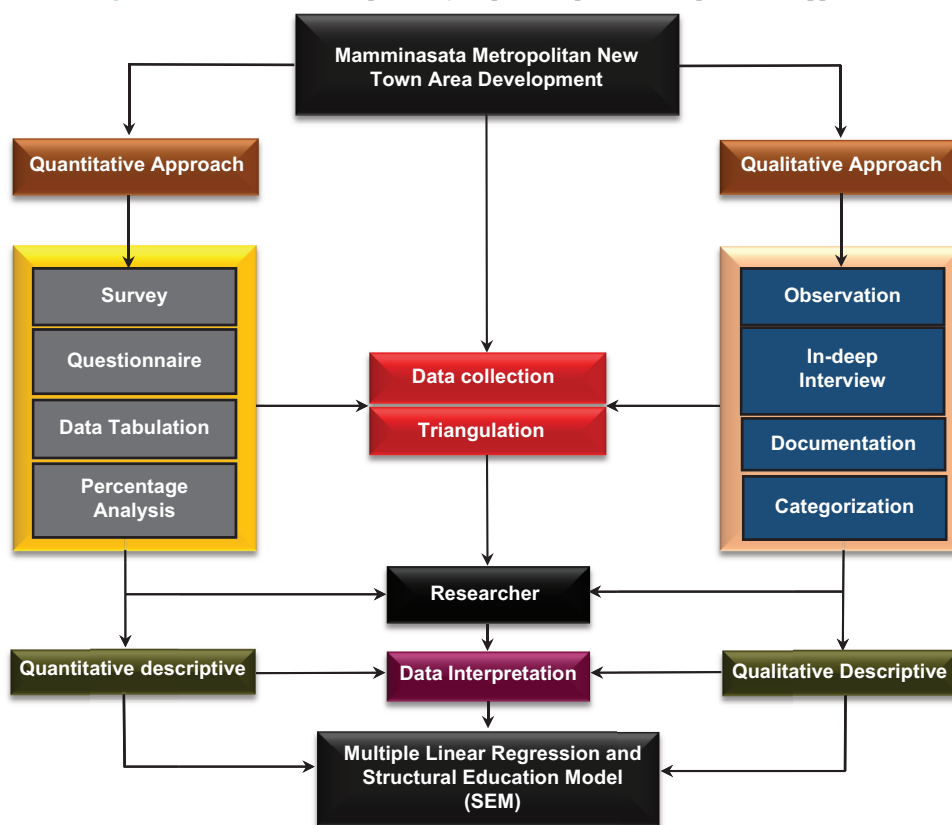 Mamminasata Metropolitan New
Town Area Development
Quantitative Approach
Qualitative Approach
Survey
Questionnaire
Data Tabulation
Percentage
Analysis
Observation
In-deep
Interview
Documentation
Categorization
Data collection
Triangulation
Researcher
Quantitative descriptive
Data Interpretation
Qualitative Descriptive
Multiple Linear Regression and
Structural Education Model
(SEM)